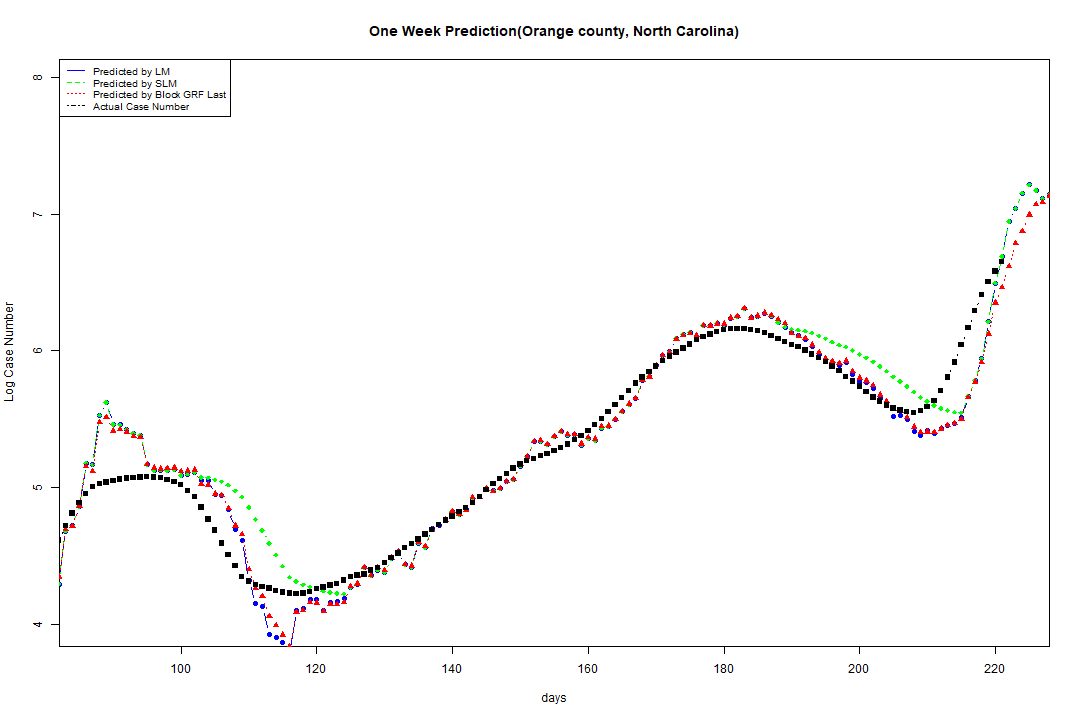 One Week Prediction(Orange county, North Carolina)
Predicted by LM
Predicted by SLM
Predicted by Block GRF Last
Actual Case Number
8
7
6
5
4
Log Case Number
100 120 140 160 180 200 220
days